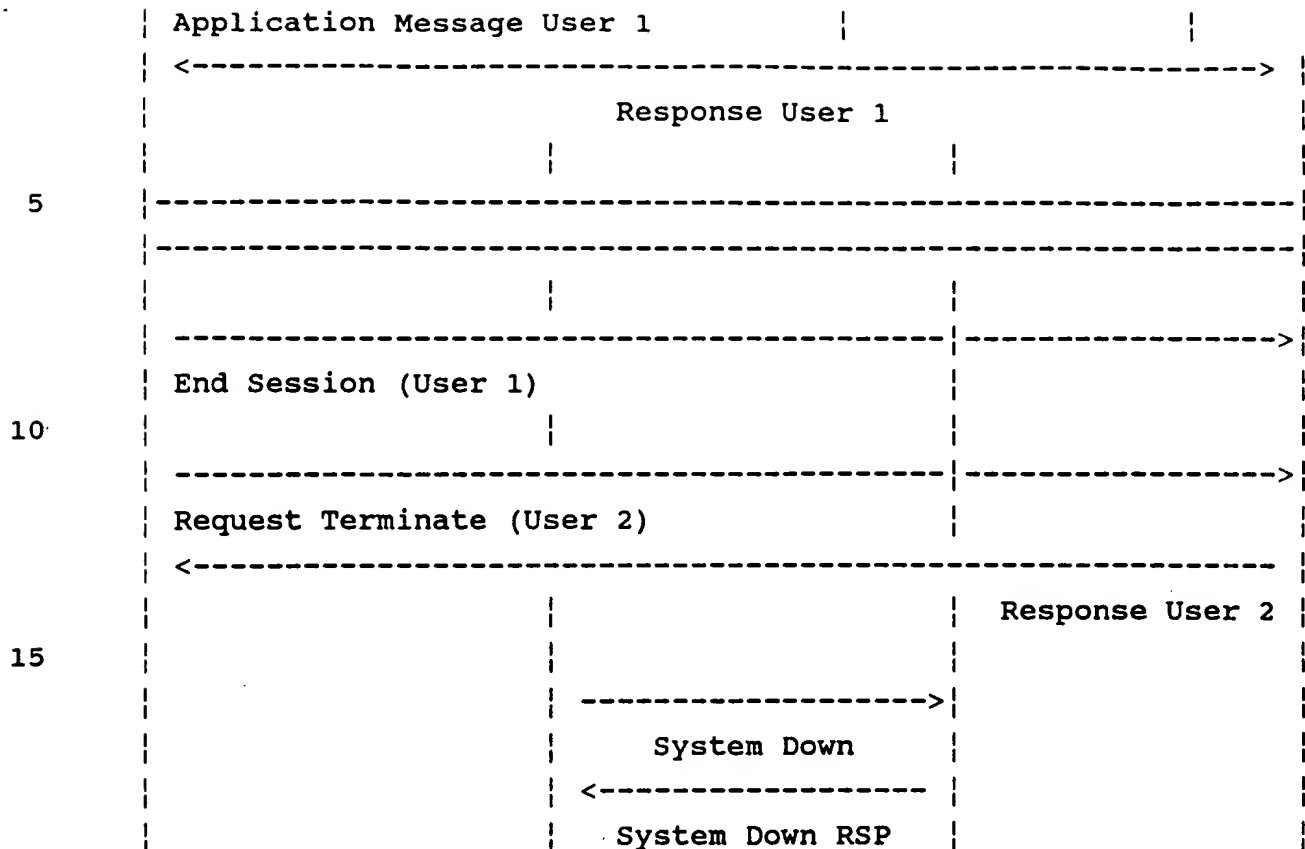 Application Message User 1
<------------------------------------------------------------>
Response User 1
5
End Session (User 1)
10
Request Terminate (User 2)
Response User 2
15
System Down
System Down RSP